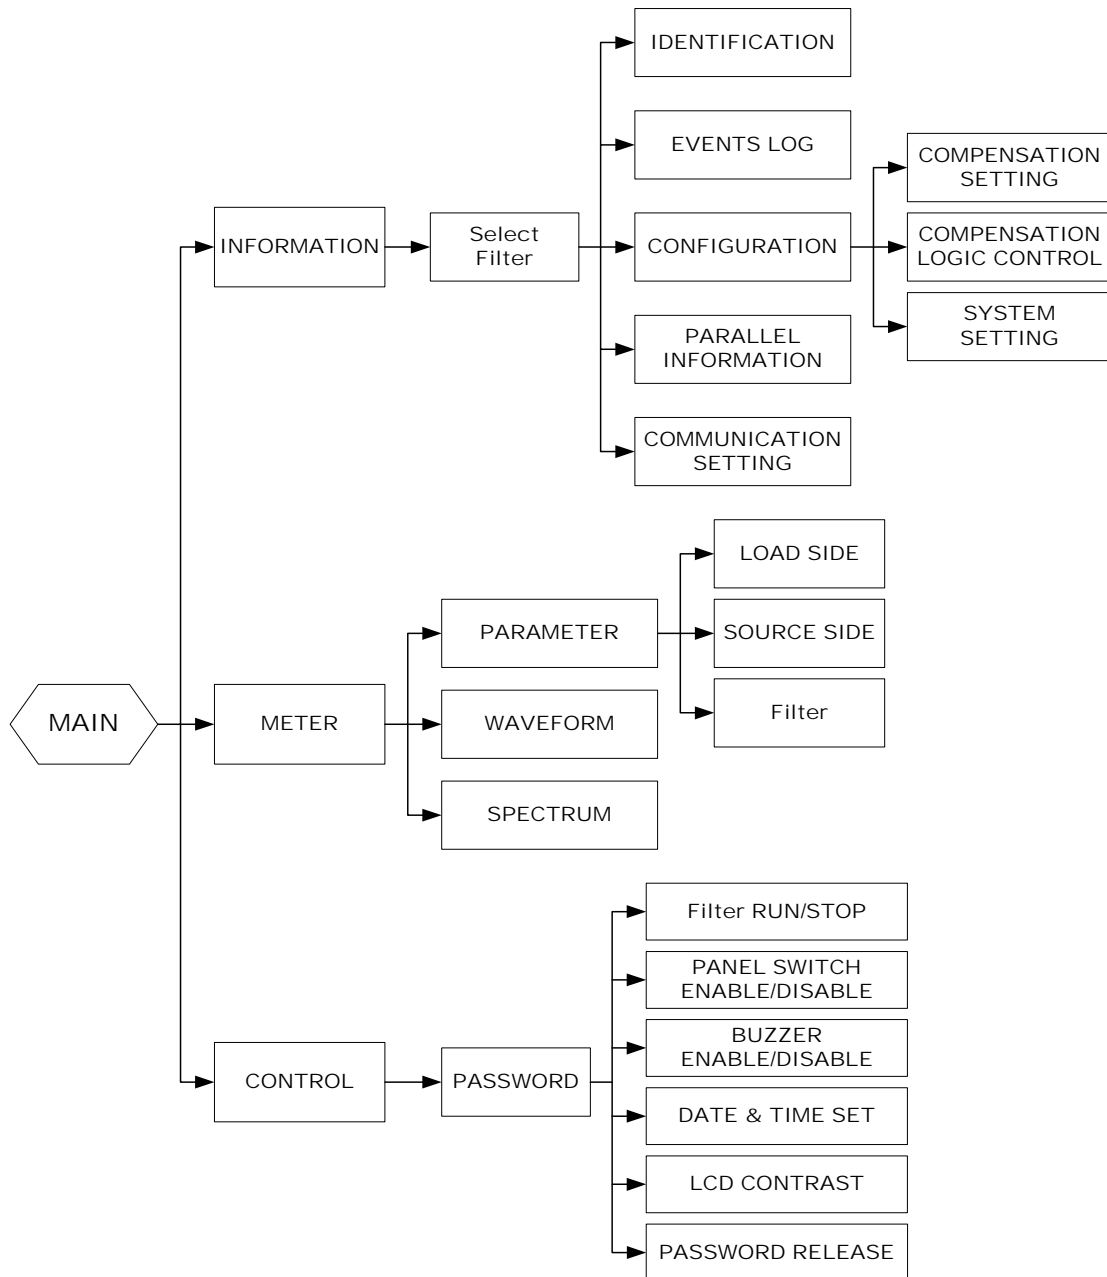 IDENTIFICATION
EVENTS LOG
COMPENSATION
SETTING
INFORMATION
Select
Filter
CONFIGURATION
COMPENSATION
LOGIC CONTROL
SYSTEM
SETTING
PARALLEL
INFORMATION
COMMUNICATION
SETTING
LOAD SIDE
PARAMETER
SOURCE SIDE
MAIN
METER
WAVEFORM
Filter
SPECTRUM
Filter RUN/STOP
PANEL SWITCH
ENABLE/DISABLE
BUZZER
ENABLE/DISABLE
CONTROL
PASSWORD
DATE & TIME SET
LCD CONTRAST
PASSWORD RELEASE